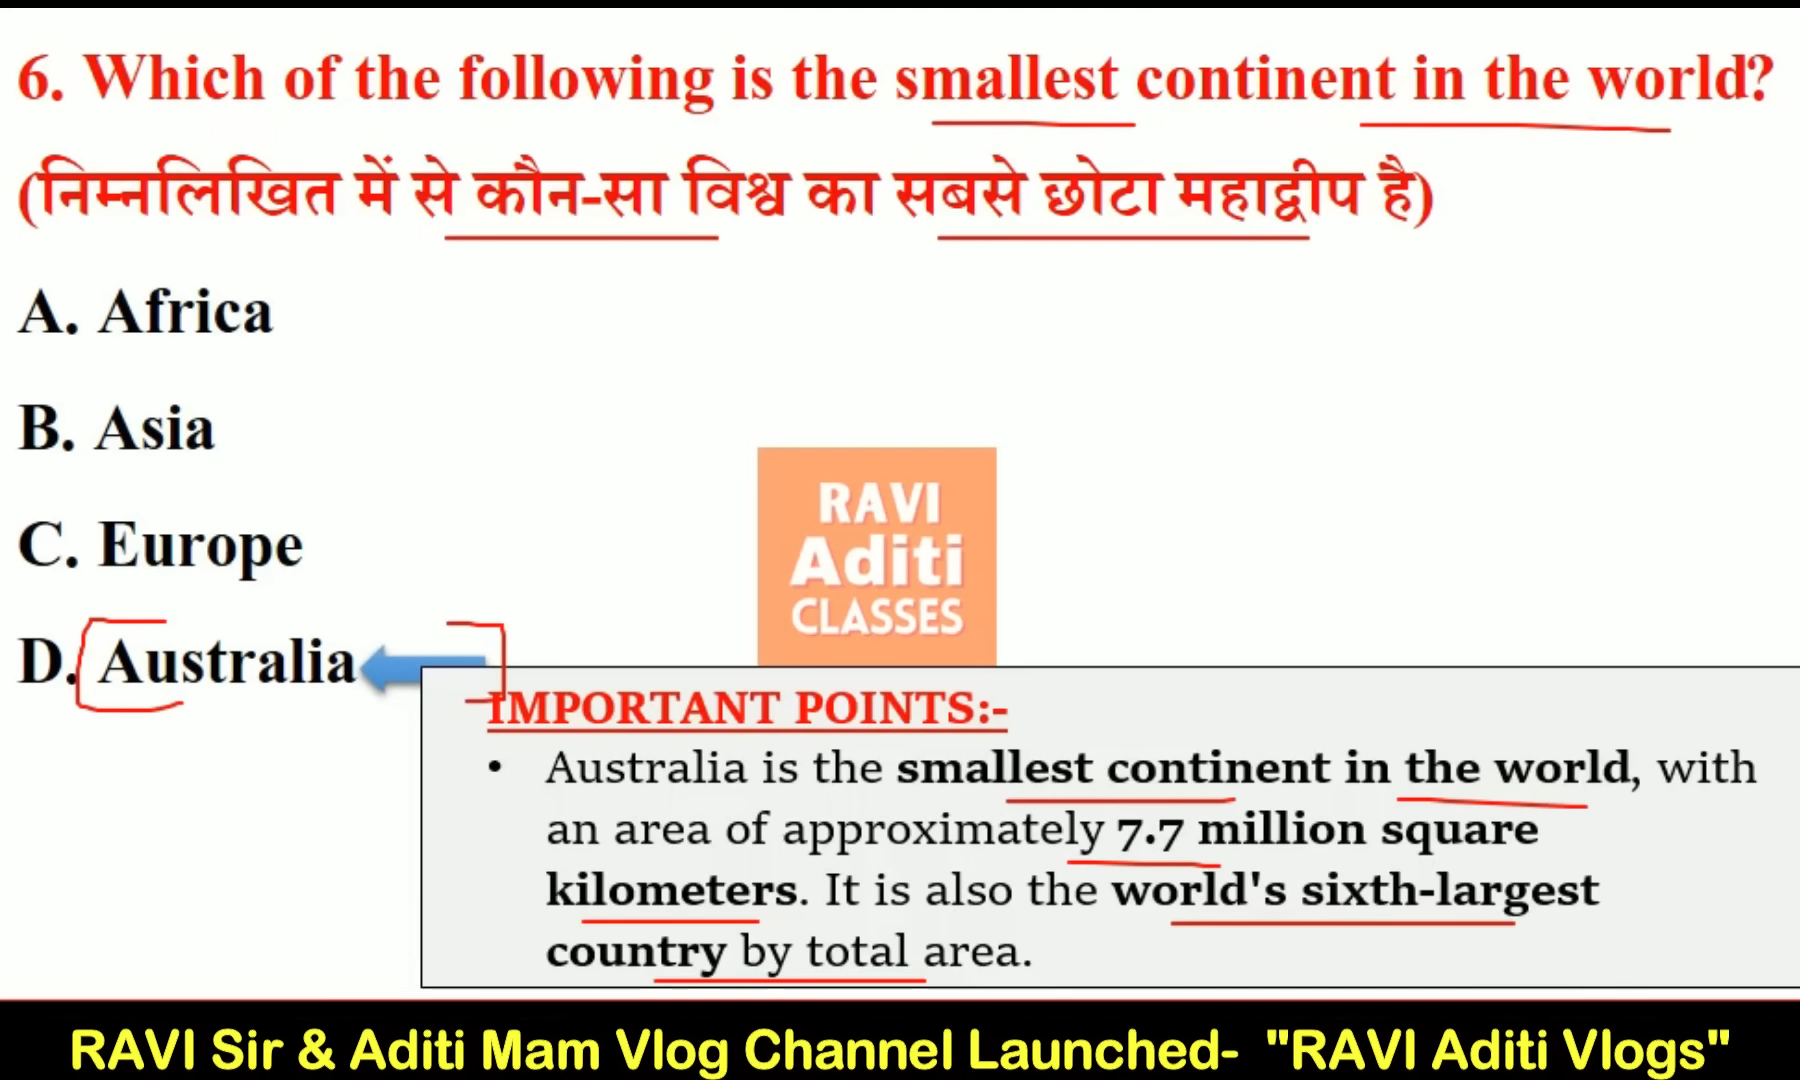 6. Which of the following is the smallest continent in the world?
(निम्नलिखित में से कौन-सा विश्व का सबसे छोटा महाद्वीप है)
A. Africa
B. Asia
C. Europe
D. Australia
RAVI
Aditi
CLASSES
IMPORTANT POINTS:-
• Australia is the smallest continent in the world, with
an area of approximately 7.7 million square
kilometers. It is also the world's sixth-largest
country by total area.
RAVI Sir & Aditi Mam Vlog Channel Launched- "RAVI Aditi Vlogs"